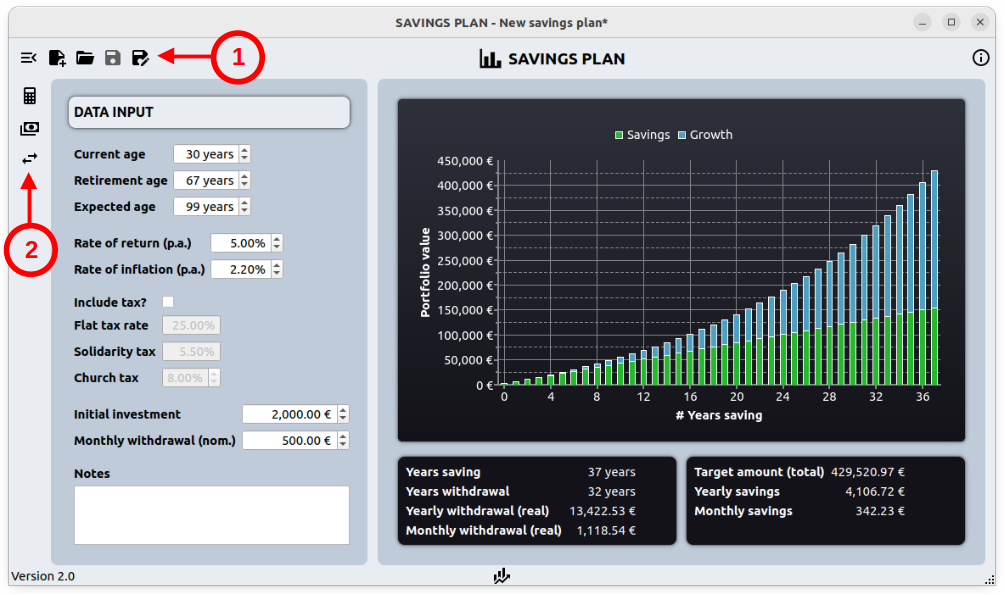 SAVINGS PLAN - New savings plan*
1
SAVINGS PLAN
2
DATA INPUT
Current age 30 years
Retirement age 67 years
Expected age 99 years
Rate of return (p.a.) 5.00%
Rate of inflation (p.a.) 2.20%
Include tax?
Flat tax rate 25.00%
Solidarity tax 5.50%
Church tax 8.00%
Initial investment 2,000.00 €
Monthly withdrawal (nom.) 500.00 €
Notes
Savings Growth
450,000 €
400,000 €
350,000 €
300,000 €
250,000 €
200,000 €
150,000 €
100,000 €
50,000 €
0 €
Portfolio value
0 4 8 12 16 20 24 28 32 36
# Years saving
Years saving 37 years
Years withdrawal 32 years
Yearly withdrawal (real) 13,422.53 €
Monthly withdrawal (real) 1,118.54 €
Target amount (total) 429,520.97 €
Yearly savings 4,106.72 €
Monthly savings 342.23 €
Version 2.0